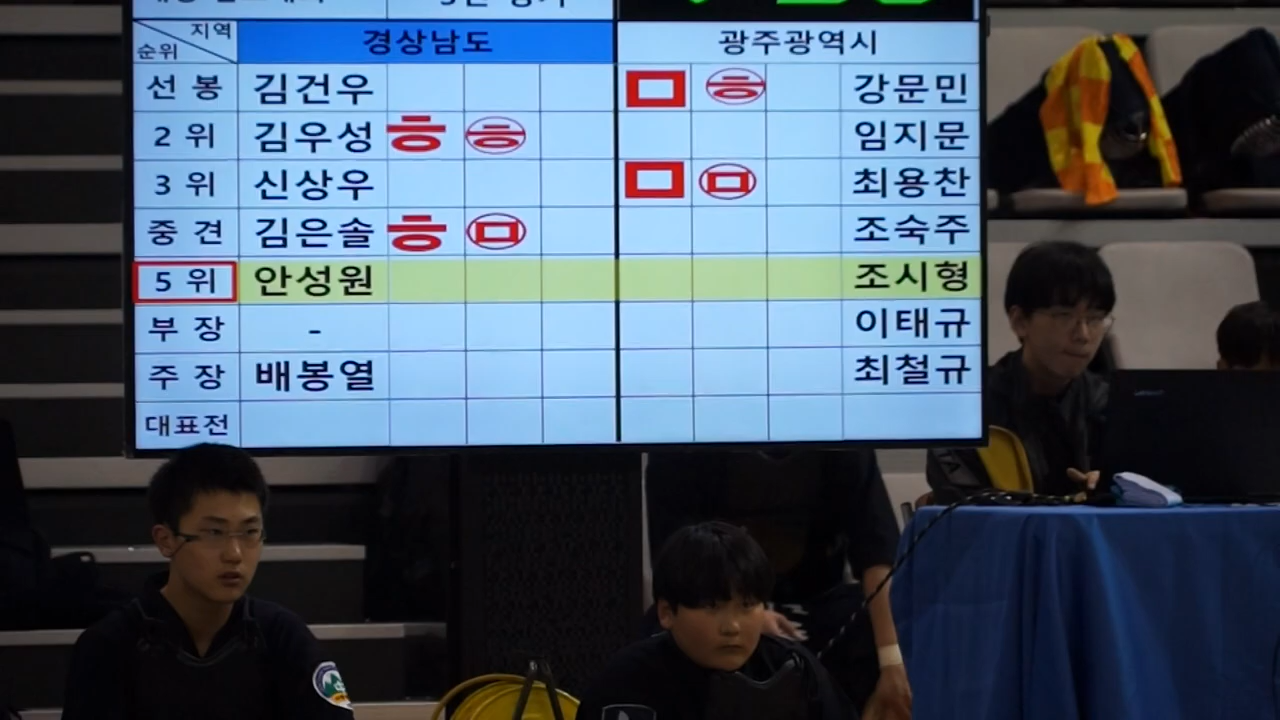 지역
순위 경상남도 광주광역시
선봉 김건우 ㅁ ㅎ 강문민
2위 김우성 ㅎ ㅎ 임지문
3위 신상우 ㅁ ㅁ 최용찬
중견 김은솔 ㅎ ㅁ 조숙주
5위 안성원 조시형
부장 - 이태규
주장 배봉열 최철규
대표전